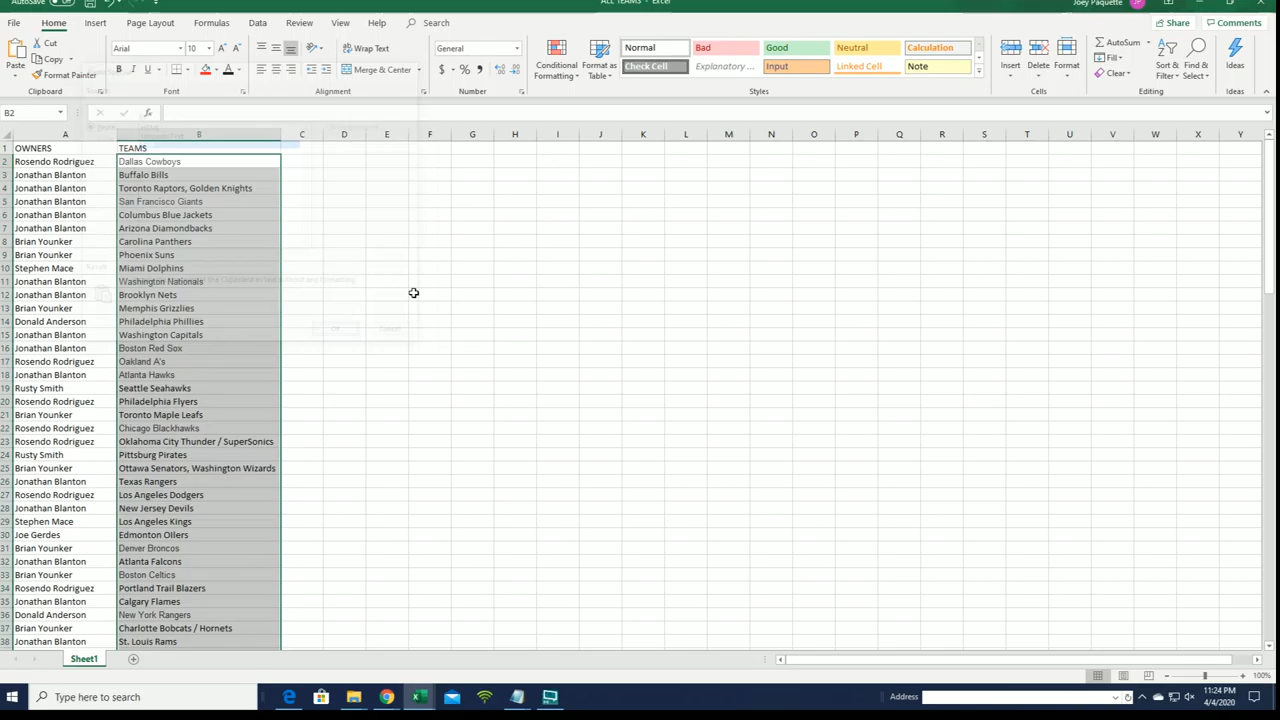 AutoSave Off ALL TEAMS - Excel Joey Paquette JP
File Home Insert Page Layout Formulas Data Review View Help Search Share Comments
Paste Cut Copy Format Painter Clipboard
Arial 10 B I U A Font
Wrap Text Merge & Center Alignment
General $ % Number
Conditional Formatting Format as Table Normal Bad Good Neutral Calculation
Check Cell Explanatory ... Input Linked Cell Note
Styles
Insert Delete Format Cells
AutoSum Fill Clear Sort & Filter Find & Select Editing
Ideas Ideas
B2 fx
A B C D E F G H I J K L M N O P Q R S T U V W X Y
1 OWNERS TEAMS
2 Rosendo Rodriguez Dallas Cowboys
3 Jonathan Blanton Buffalo Bills
4 Jonathan Blanton Toronto Raptors, Golden Knights
5 Jonathan Blanton San Francisco Giants
6 Jonathan Blanton Columbus Blue Jackets
7 Jonathan Blanton Arizona Diamondbacks
8 Brian Younker Carolina Panthers
9 Brian Younker Phoenix Suns
10 Stephen Mace Miami Dolphins
11 Jonathan Blanton Washington Nationals
12 Jonathan Blanton Brooklyn Nets
13 Brian Younker Memphis Grizzlies
14 Donald Anderson Philadelphia Phillies
15 Jonathan Blanton Washington Capitals
16 Jonathan Blanton Boston Red Sox
17 Rosendo Rodriguez Oakland A's
18 Jonathan Blanton Atlanta Hawks
19 Rusty Smith Seattle Seahawks
20 Rosendo Rodriguez Philadelphia Flyers
21 Brian Younker Toronto Maple Leafs
22 Rosendo Rodriguez Chicago Blackhawks
23 Rosendo Rodriguez Oklahoma City Thunder / SuperSonics
24 Rusty Smith Pittsburg Pirates
25 Brian Younker Ottawa Senators, Washington Wizards
26 Jonathan Blanton Texas Rangers
27 Rosendo Rodriguez Los Angeles Dodgers
28 Jonathan Blanton New Jersey Devils
29 Stephen Mace Los Angeles Kings
30 Joe Gerdes Edmonton OIlers
31 Brian Younker Denver Broncos
32 Jonathan Blanton Atlanta Falcons
33 Brian Younker Boston Celtics
34 Rosendo Rodriguez Portland Trail Blazers
35 Jonathan Blanton Calgary Flames
36 Donald Anderson New York Rangers
37 Brian Younker Charlotte Bobcats / Hornets
38 Jonathan Blanton St. Louis Rams
Sheet1
100%
Type here to search Address 11:24 PM
4/4/2020